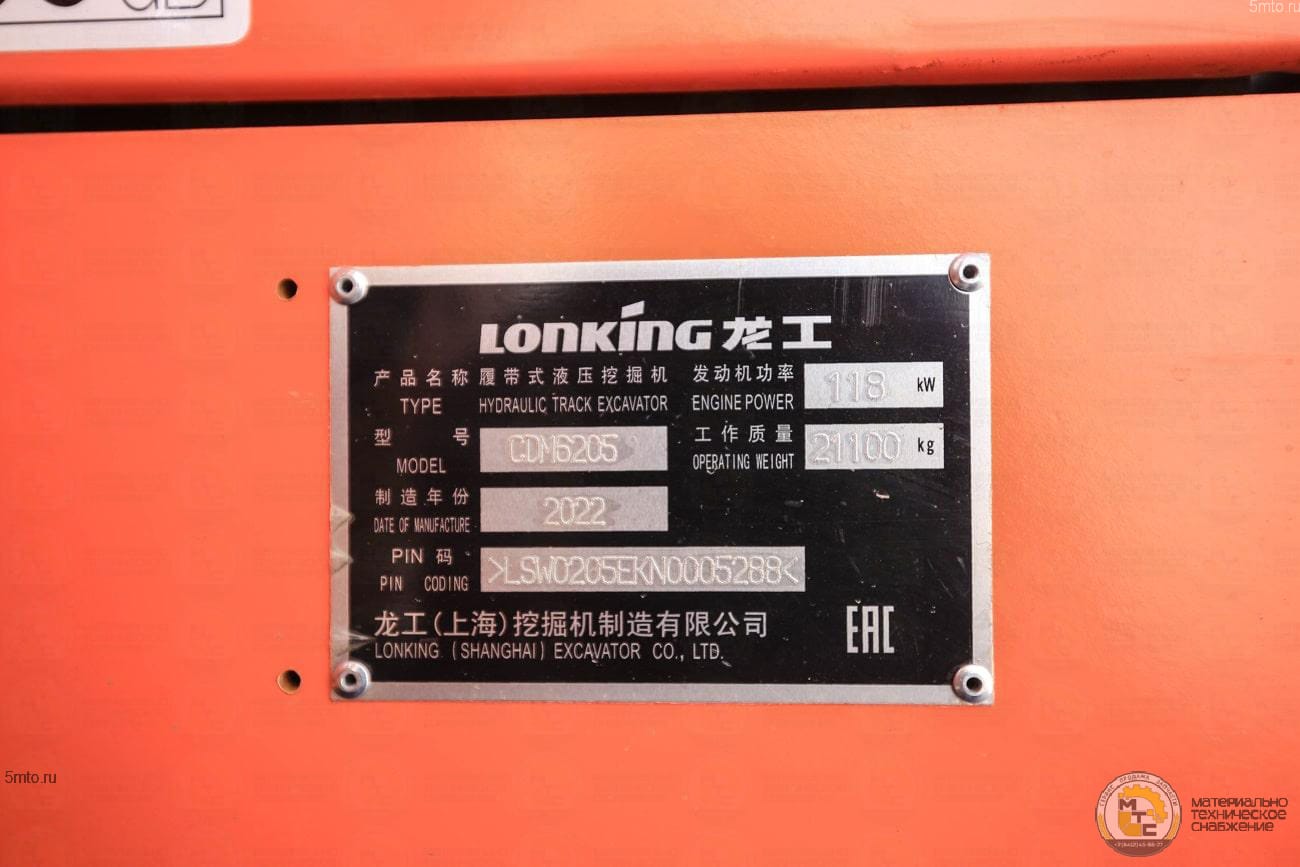 5mto.ru
LONKING 龙工
产品名称 履带式液压挖掘机 发动机功率 118 kW
TYPE HYDRAULIC TRACK EXCAVATOR ENGINE POWER
型号 CDM6205 工作质量 21100 kg
MODEL OPERATING WEIGHT
制造年份 2022
DATE OF MANUFACTURE
PIN 码 >LSW0205EKN0005288<
PIN CODING
龙工(上海)挖掘机制造有限公司 EAC
LONKING (SHANGHAI) EXCAVATOR CO., LTD.
5mto.ru
СЕРВИС ПРОДАЖА ЗАПЧАСТИ
МТС
МАТЕРИАЛЬНО
ТЕХНИЧЕСКОЕ
СНАБЖЕНИЕ